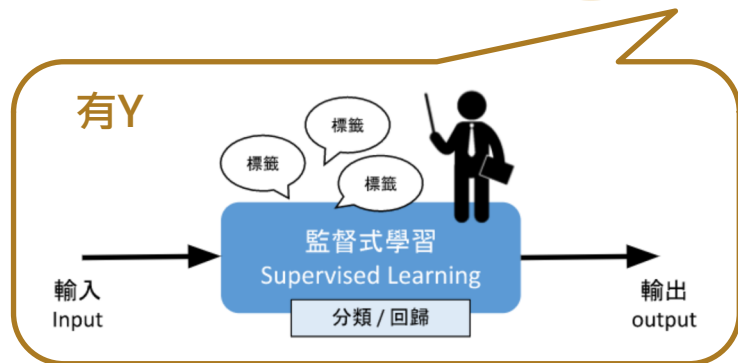 有Y
標籤
標籤
標籤
監督式學習
Supervised Learning
分類 / 回歸
輸入
Input
輸出
output